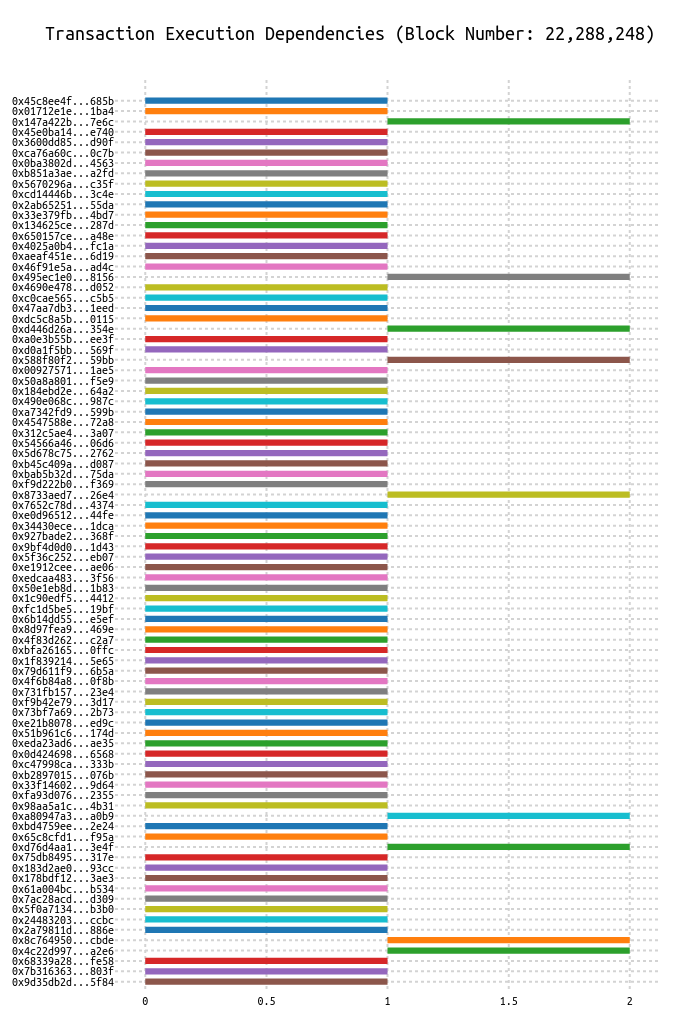 Transaction Execution Dependencies (Block Number: 22,288,248)
0x45c8ee4f...685b
0x01712e1e...1ba4
0x147a422b...7e6c
0x45e0ba14...e740
0x3600dd85...d90f
0xca76a60c...0c7b
0x0ba3802d...4563
0xb851a3ae...a2fd
0x5670296a...c35f
0xcd14446b...3c4e
0x2ab65251...55da
0x33e379fb...4bd7
0x134625ce...287d
0x650157ce...a48e
0x4025a0b4...fc1a
0xaeaf451e...6d19
0x46f91e5a...ad4c
0x495ec1e0...8156
0x4690e478...d052
0xc0cae565...c5b5
0x47aa7db3...1eed
0xdc5c8a5b...0115
0xd446d26a...354e
0xa0e3b55b...ee3f
0xd0a1f5bb...569f
0x588f80f2...59bb
0x00927571...1ae5
0x50a8a801...f5e9
0x184ebd2e...64a2
0x490e068c...987c
0xa7342fd9...599b
0x4547588e...72a8
0x312c5ae4...3a07
0x54566a46...06d6
0x5d678c75...2762
0xb45c409a...d087
0xbab5b32d...75da
0xf9d222b0...f369
0x8733aed7...26e4
0x7652c78d...4374
0xe0d96512...44fe
0x34430ece...1dca
0x927bade2...368f
0x9bf4d0d0...1d43
0x5f36c252...eb07
0xe1912cee...ae06
0xedcaa483...3f56
0x50e1eb8d...1b83
0x1c90edf5...4412
0xfc1d5be5...19bf
0x6b14dd55...e5ef
0x8d97fea9...469e
0x4f83d262...c2a7
0xbfa26165...0ffc
0x1f839214...5e65
0x79d611f9...6b5a
0x4f6b84a8...0f8b
0x731fb157...23e4
0xf9b42e79...3d17
0x73bf7a69...2b73
0xe21b8078...ed9c
0x51b961c6...174d
0xeda23ad6...ae35
0x0d424698...6568
0xc47998ca...333b
0xb2897015...076b
0x33f14602...9d64
0xfa93d076...2355
0x98aa5a1c...4b31
0xa80947a3...a0b9
0xbd4759ee...2e24
0x65c8cfd1...f95a
0xd76d4aa1...3e4f
0x75db8495...317e
0x183d2ae0...93cc
0x178bdf12...3ae3
0x61a004bc...b534
0x7ac28acd...d309
0x5f0a7134...b3b0
0x24483203...ccbc
0x2a79811d...886e
0x8c764950...cbde
0x4c22d997...a2e6
0x68339a28...fe58
0x7b316363...803f
0x9d35db2d...5f84
0 0.5 1 1.5 2